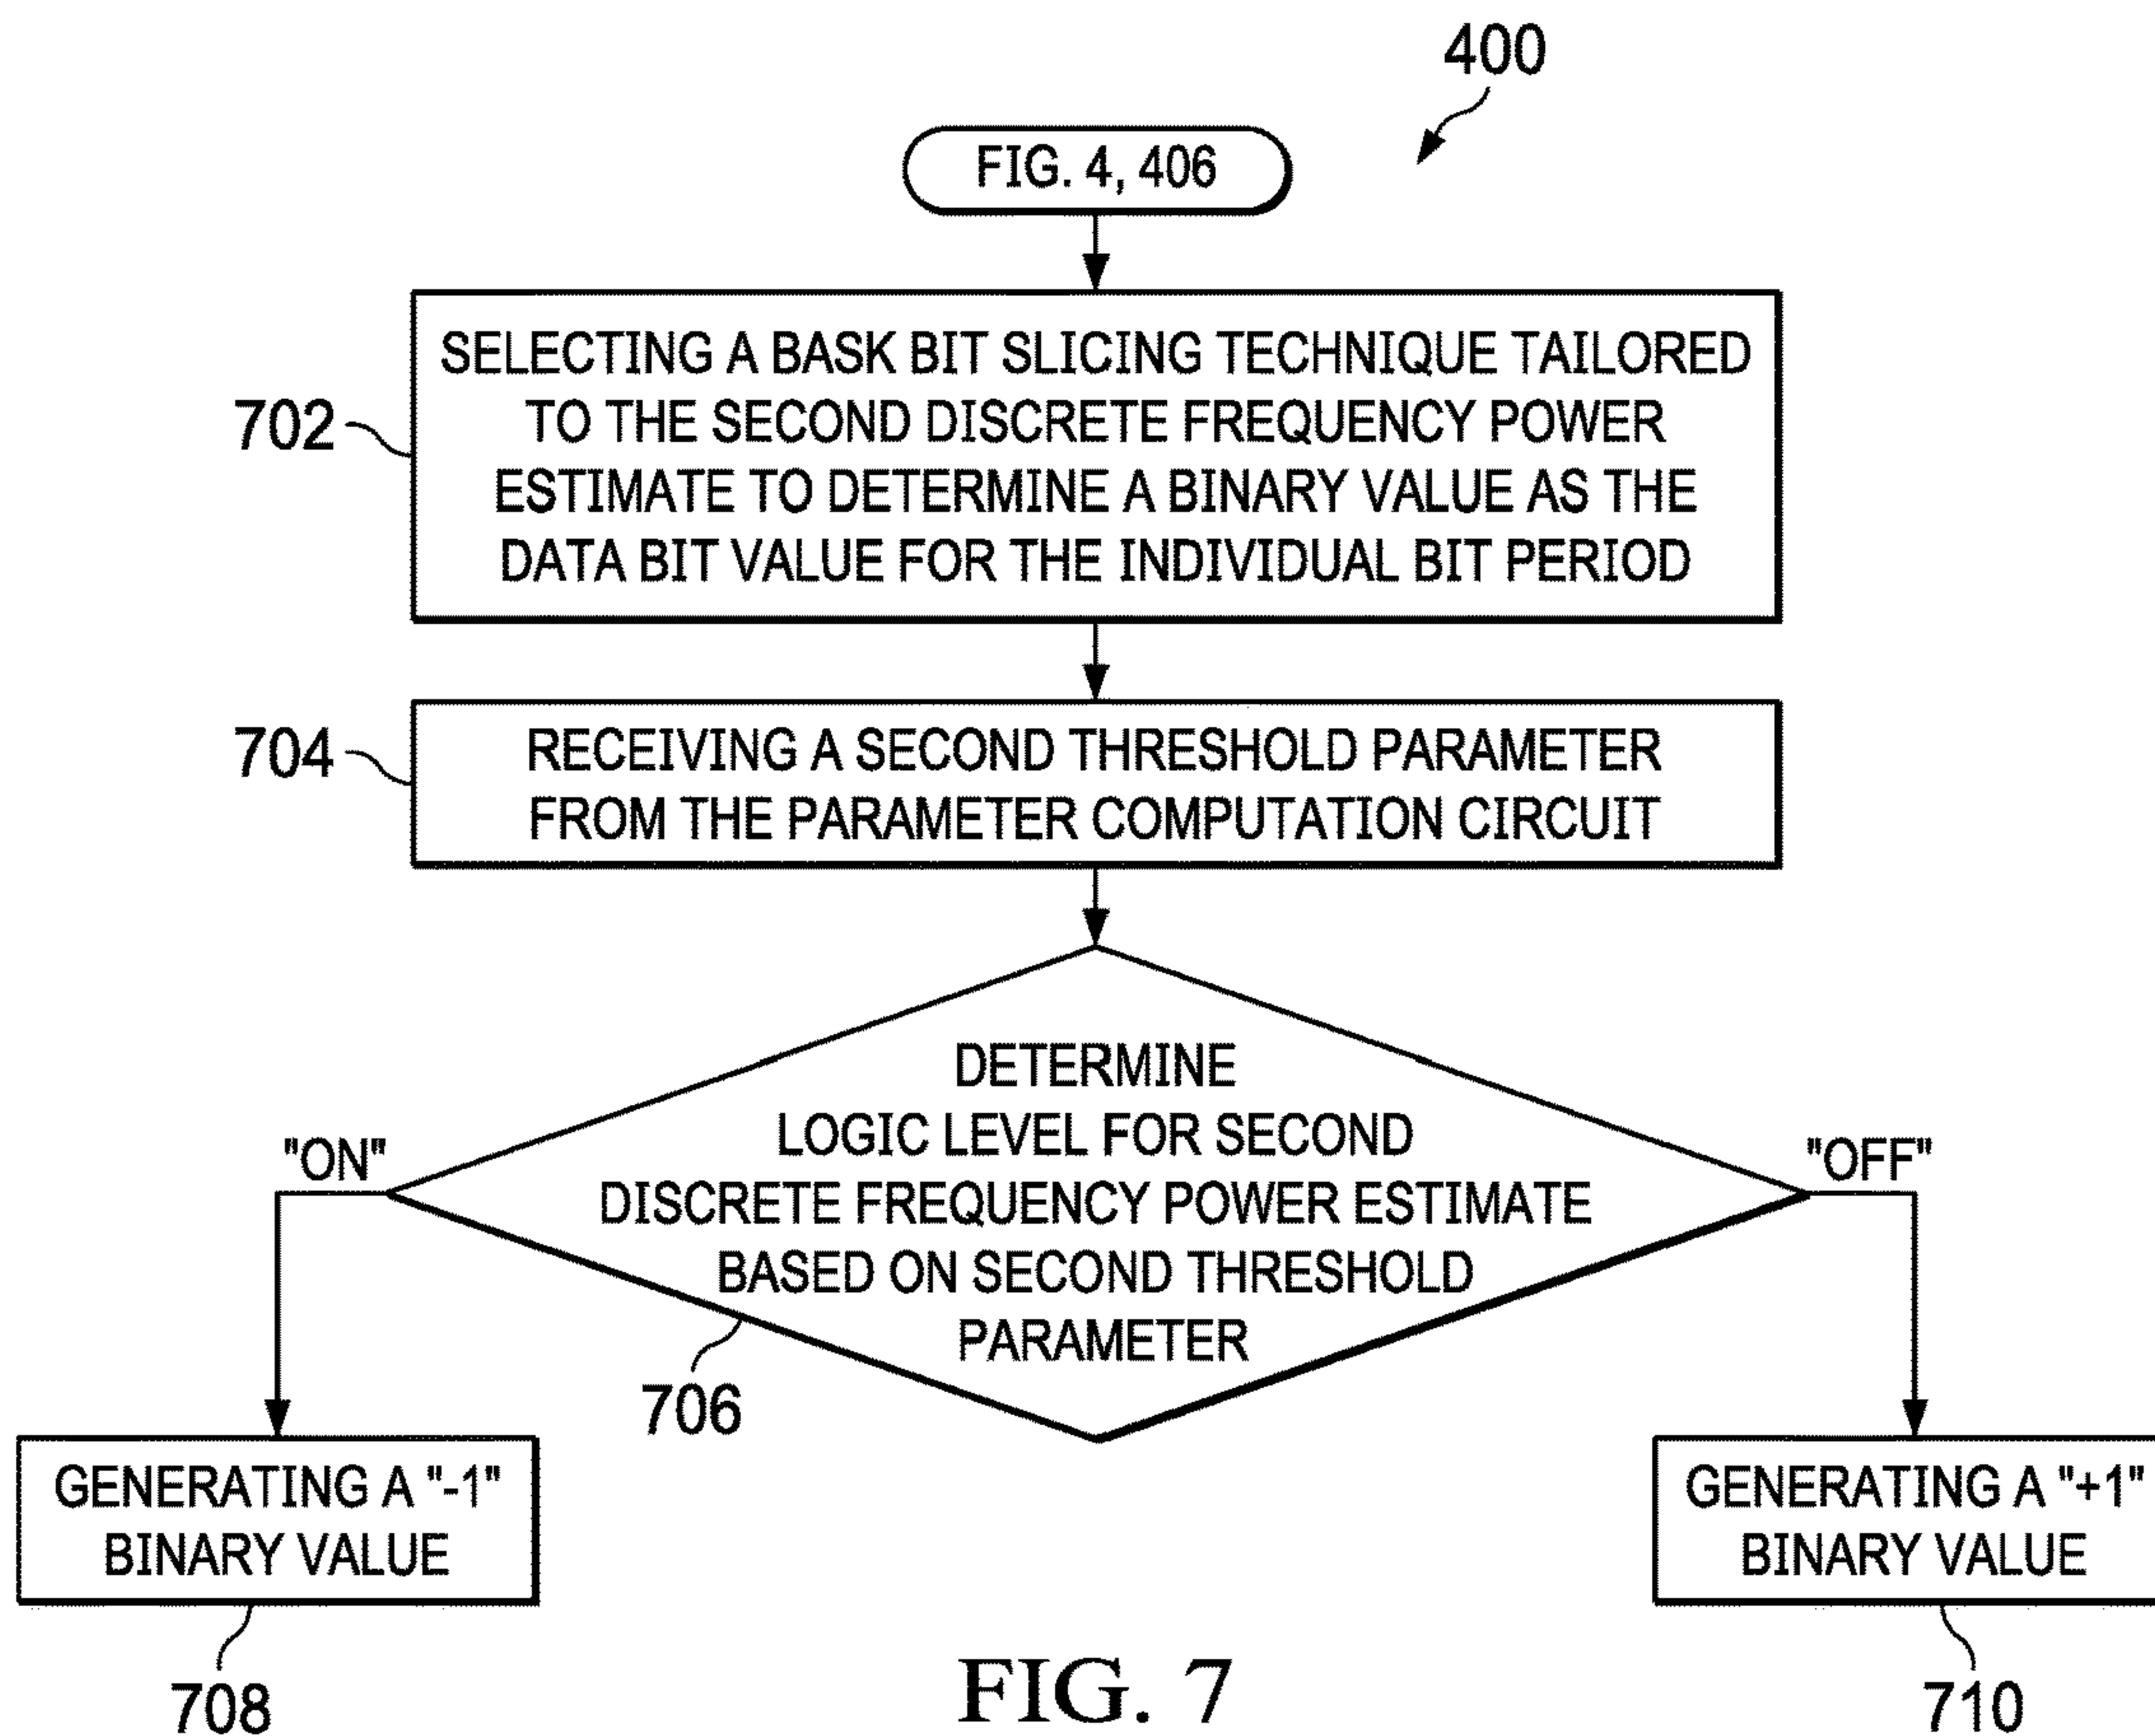 400
FIG. 4, 406
702
SELECTING A BASK BIT SLICING TECHNIQUE TAILORED
TO THE SECOND DISCRETE FREQUENCY POWER
ESTIMATE TO DETERMINE A BINARY VALUE AS THE
DATA BIT VALUE FOR THE INDIVIDUAL BIT PERIOD
704
RECEIVING A SECOND THRESHOLD PARAMETER
FROM THE PARAMETER COMPUTATION CIRCUIT
DETERMINE
LOGIC LEVEL FOR SECOND
DISCRETE FREQUENCY POWER ESTIMATE
BASED ON SECOND THRESHOLD
PARAMETER
706
"ON"
"OFF"
GENERATING A "-1"
BINARY VALUE
708
GENERATING A "+1"
BINARY VALUE
710
FIG. 7